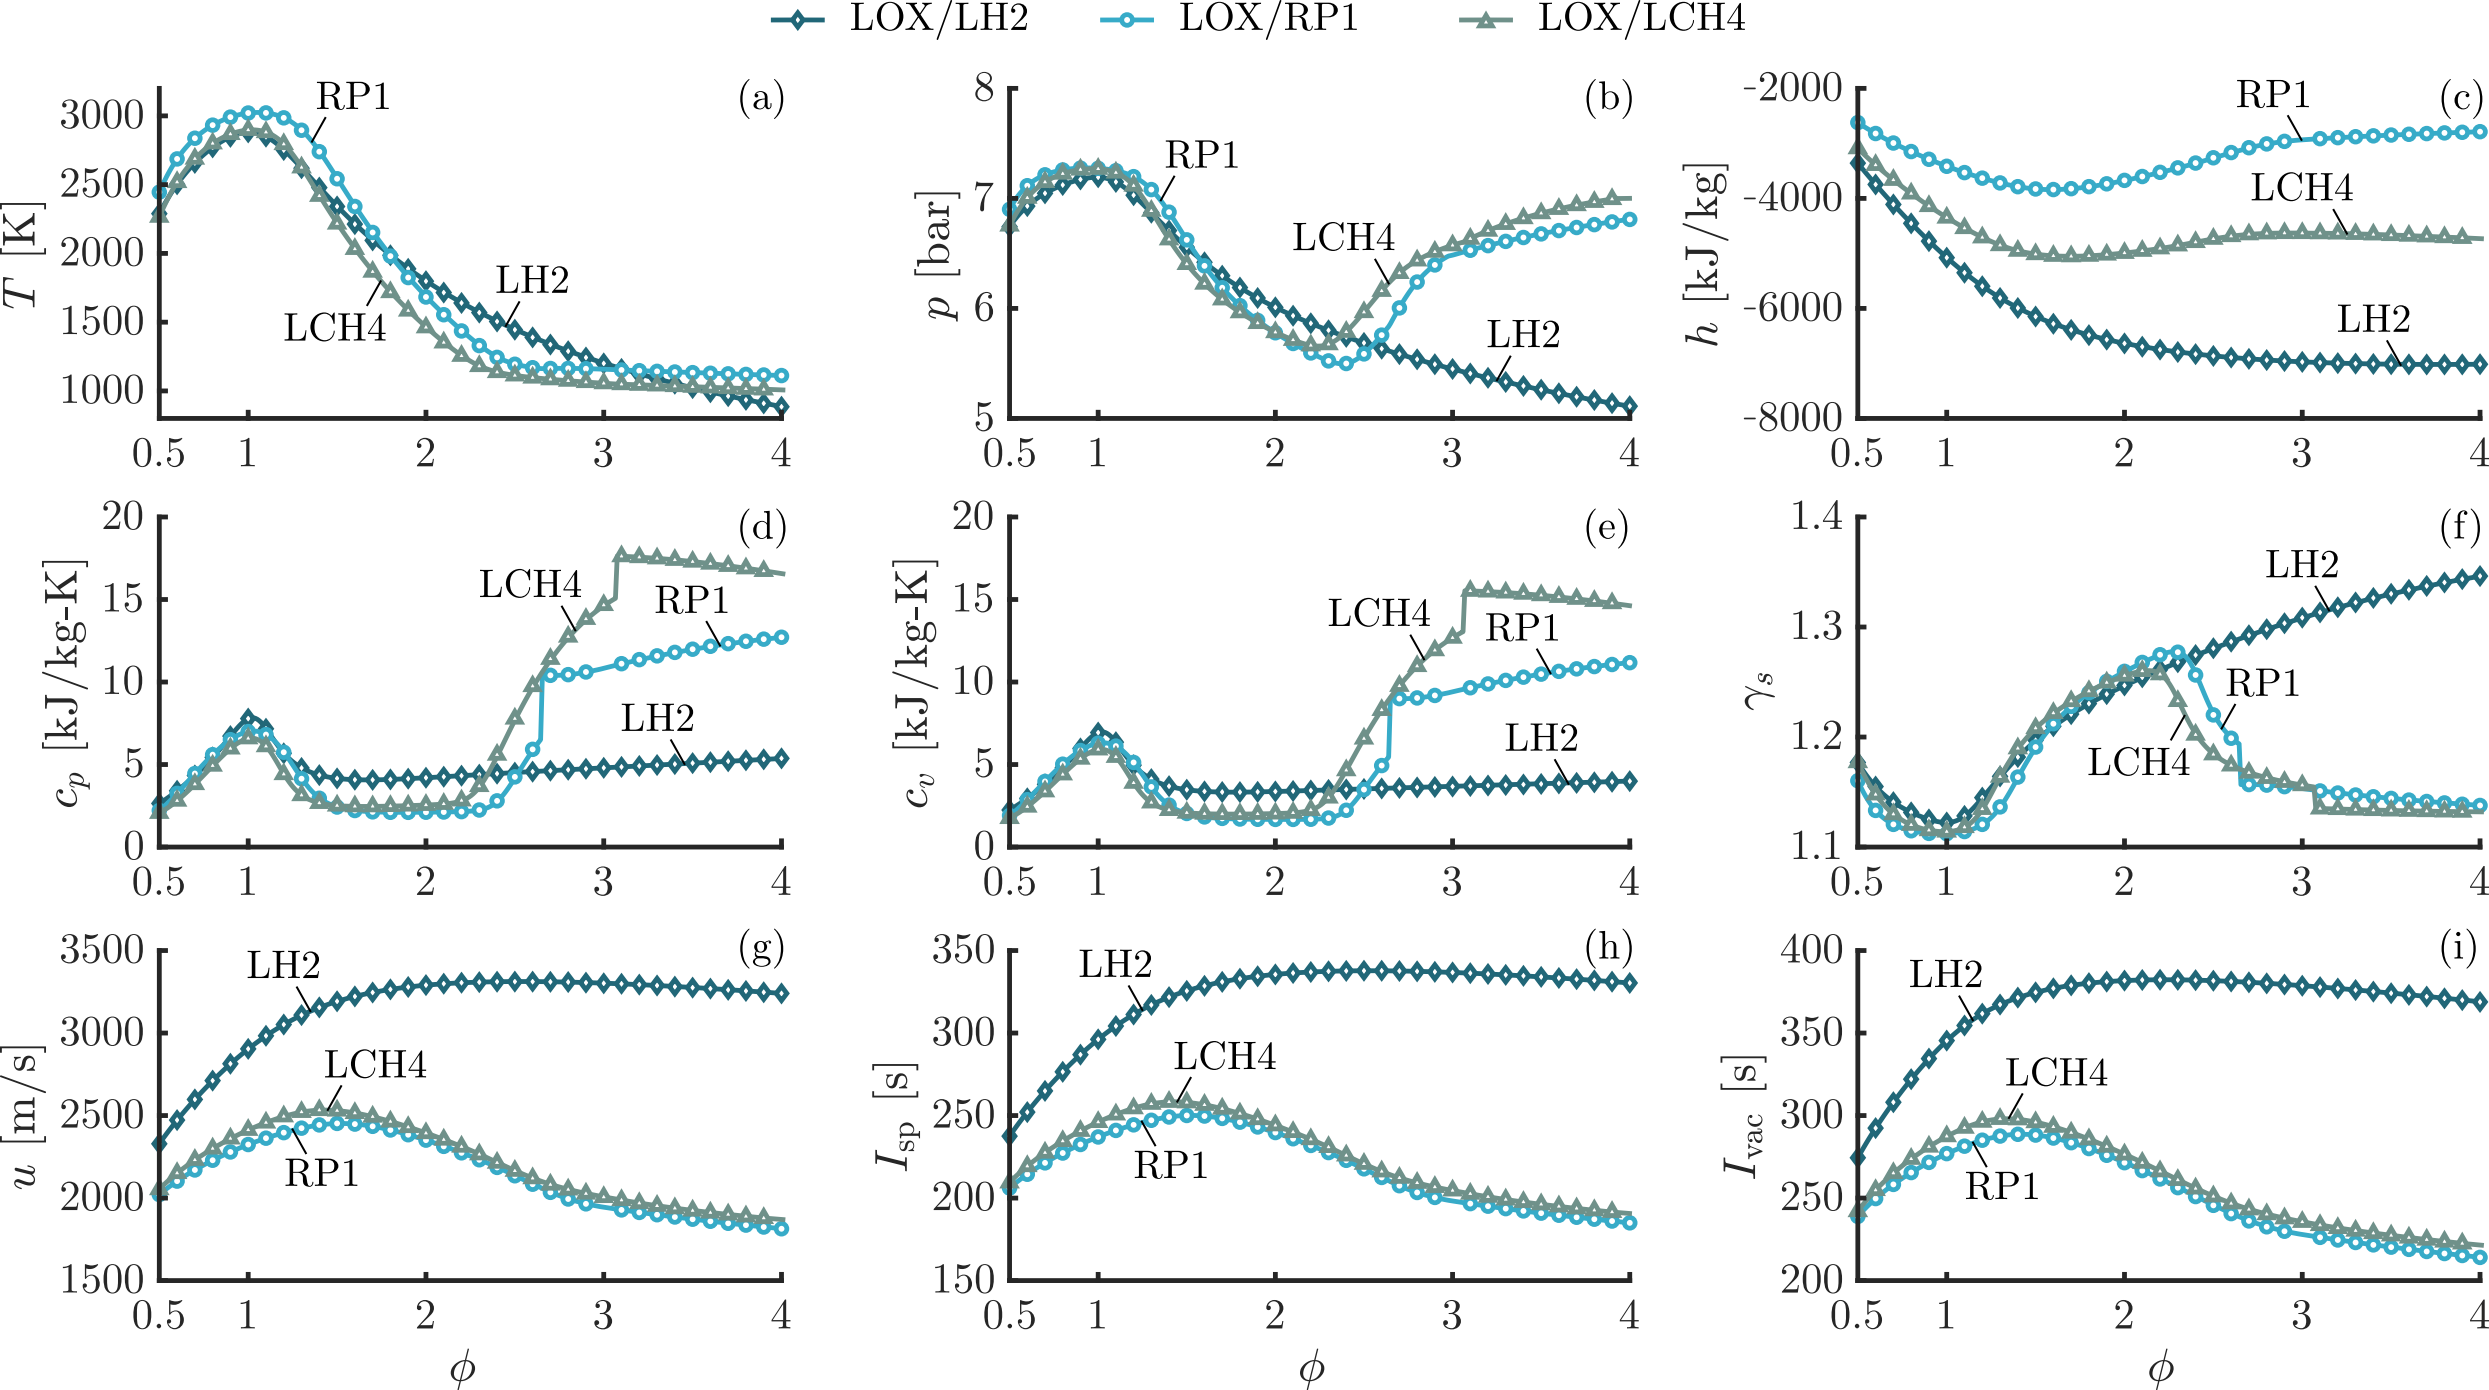 LOX/LH2 LOX/RP1 LOX/LCH4
T [K]
3000
2500
2000
1500
1000
0.5 1 2 3 4
RP1
LH2
LCH4
(a)
p [bar]
8
7
6
5
0.5 1 2 3 4
RP1
LCH4
LH2
(b)
h [kJ/kg]
-2000
-4000
-6000
-8000
0.5 1 2 3 4
RP1
LCH4
LH2
(c)
c_p [kJ/kg-K]
20
15
10
5
0
0.5 1 2 3 4
LCH4
RP1
LH2
(d)
c_v [kJ/kg-K]
20
15
10
5
0
0.5 1 2 3 4
LCH4
RP1
LH2
(e)
γ_s
1.4
1.3
1.2
1.1
0.5 1 2 3 4
LH2
RP1
LCH4
(f)
u [m/s]
3500
3000
2500
2000
1500
0.5 1 2 3 4
LH2
LCH4
RP1
(g)
ϕ
I_sp [s]
350
300
250
200
150
0.5 1 2 3 4
LH2
LCH4
RP1
(h)
ϕ
I_vac [s]
400
350
300
250
200
0.5 1 2 3 4
LH2
LCH4
RP1
(i)
ϕ